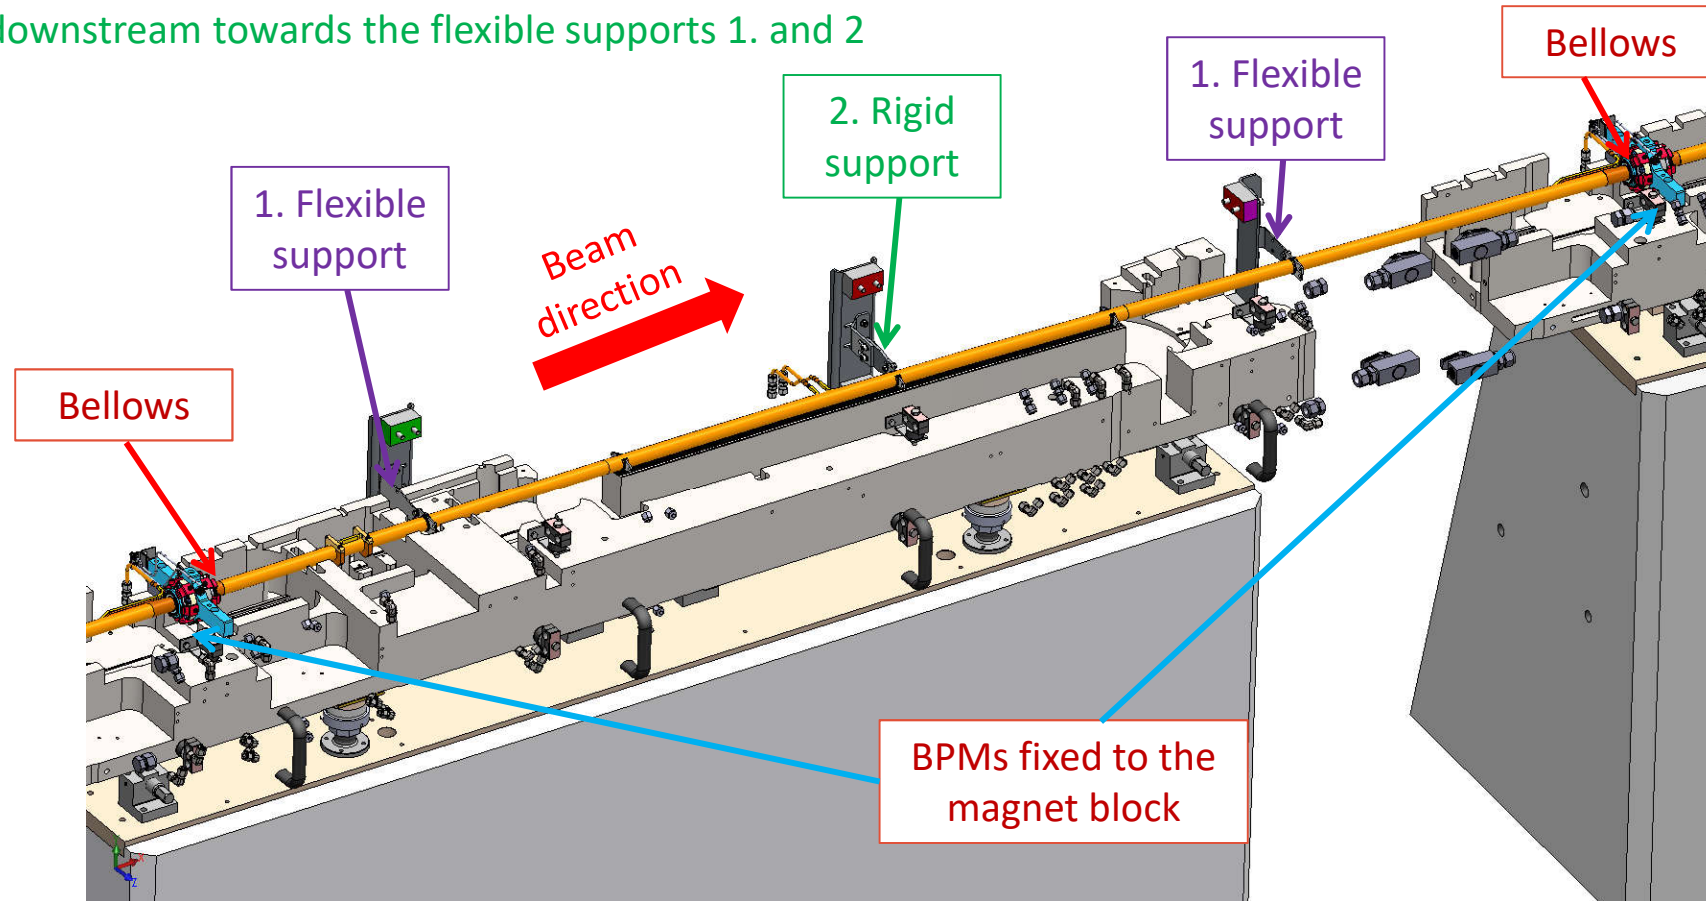 downstream towards the flexible supports 1. and 2
Bellows
1. Flexible
support
2. Rigid
support
1. Flexible
support
Beam
direction
Bellows
BPMs fixed to the
magnet block
X
Z